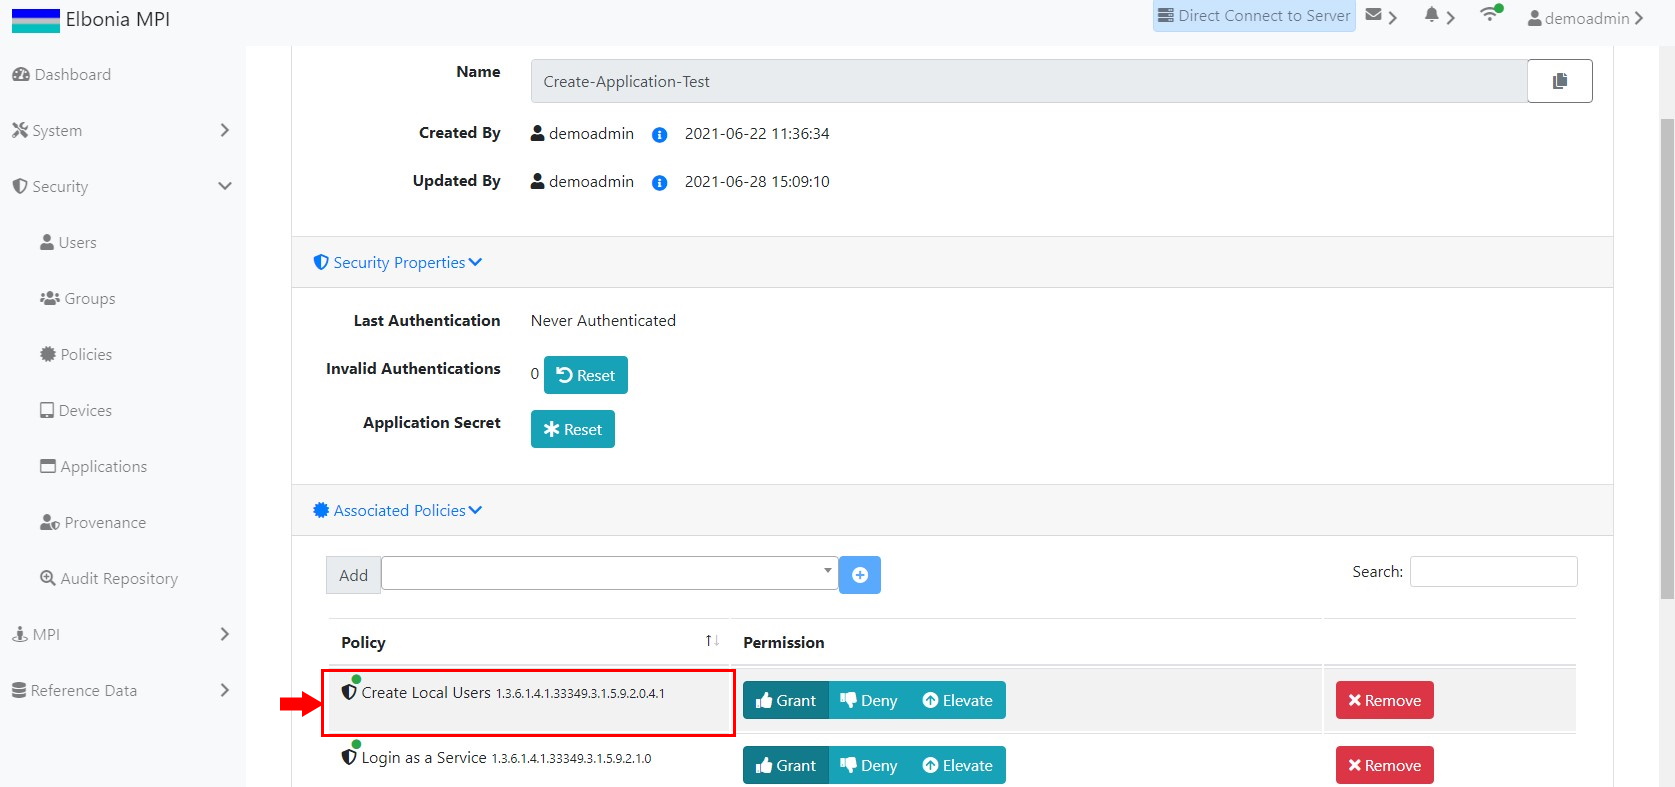 Elbonia MPI
Direct Connect to Server
demoadmin
Dashboard
System
Security
Users
Groups
Policies
Devices
Applications
Provenance
Audit Repository
MPI
Reference Data
Name Create-Application-Test
Created By demoadmin 2021-06-22 11:36:34
Updated By demoadmin 2021-06-28 15:09:10
Security Properties
Last Authentication Never Authenticated
Invalid Authentications 0 Reset
Application Secret Reset
Associated Policies
Add Search:
Policy Permission
Create Local Users 1.3.6.1.4.1.33349.3.1.5.9.2.0.4.1 Grant Deny Elevate Remove
Login as a Service 1.3.6.1.4.1.33349.3.1.5.9.2.1.0 Grant Deny Elevate Remove